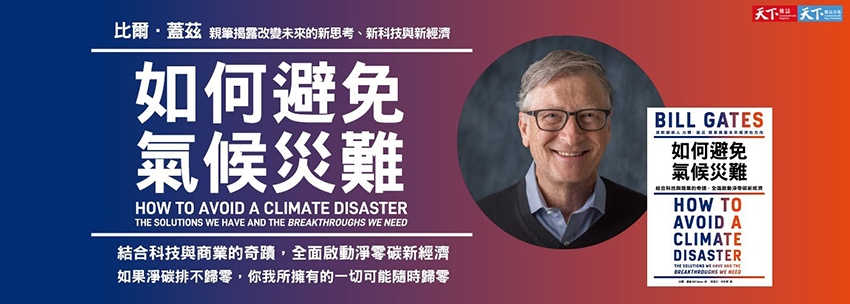 比爾・蓋茲 親筆揭露改變未來的新思考、新科技與新經濟
如何避免
氣候災難
HOW TO AVOID A CLIMATE DISASTER
THE SOLUTIONS WE HAVE AND THE BREAKTHROUGHS WE NEED
結合科技與商業的奇蹟，全面啟動淨零碳新經濟
如果淨碳排不歸零，你我所擁有的一切可能隨時歸零
天下雜誌
天下雜誌出版
BILL GATES
如何避免
氣候災難
結合科技與商業的奇蹟，全面啟動淨零碳新經濟
HOW TO
AVOID A
CLIMATE
DISASTER
THE SOLUTIONS WE HAVE AND THE
BREAKTHROUGHS WE NEED